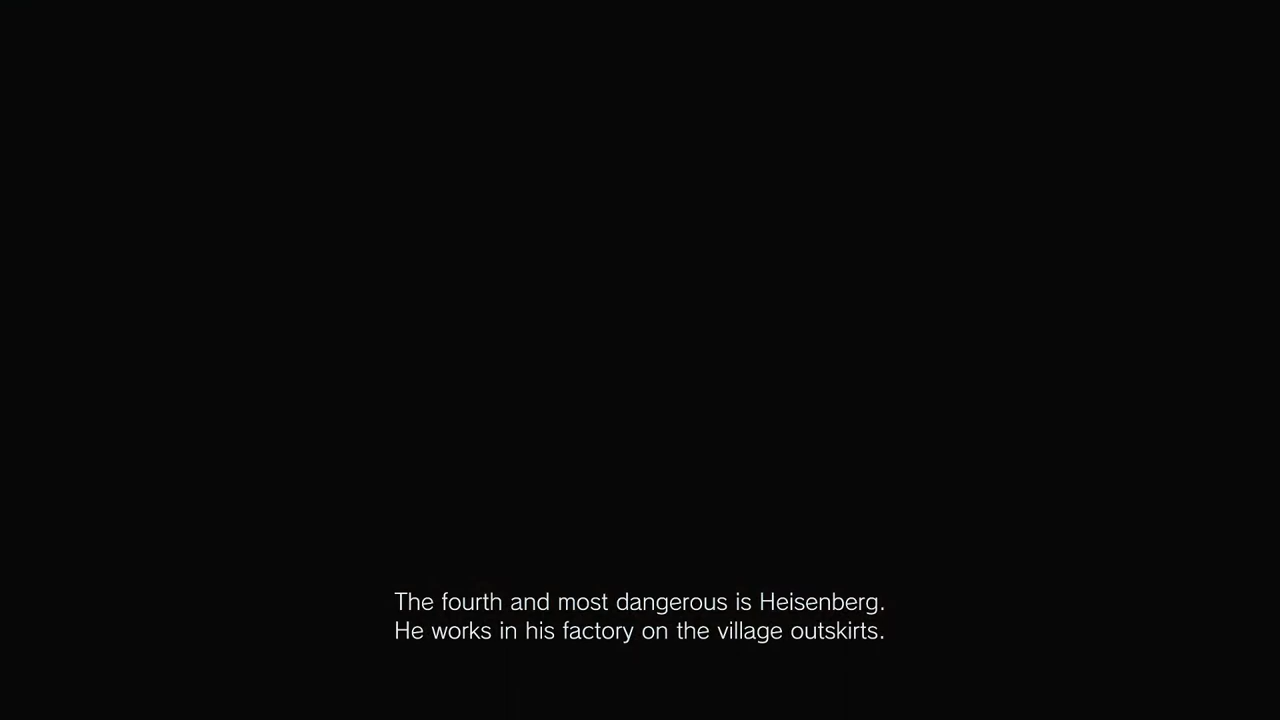 The fourth and most dangerous is Heisenberg.
He works in his factory on the village outskirts.